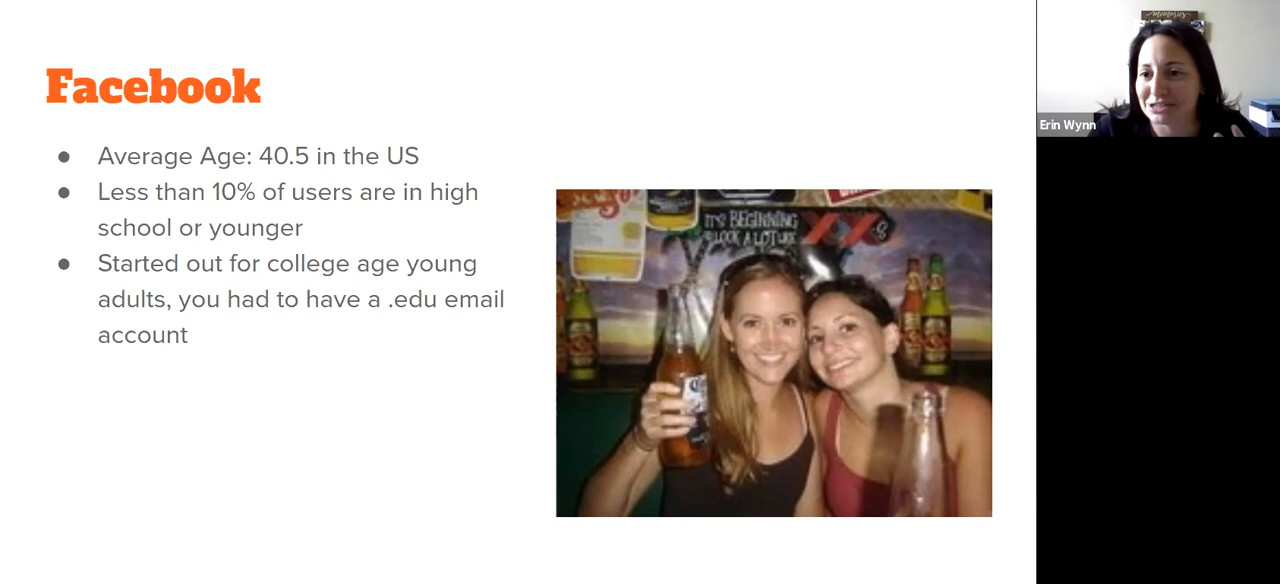 Facebook
● Average Age: 40.5 in the US
● Less than 10% of users are in high
school or younger
● Started out for college age young
adults, you had to have a .edu email
account
IT'S BEGINNING
LOOK A LOT LIKE
XX
Erin Wynn
memories